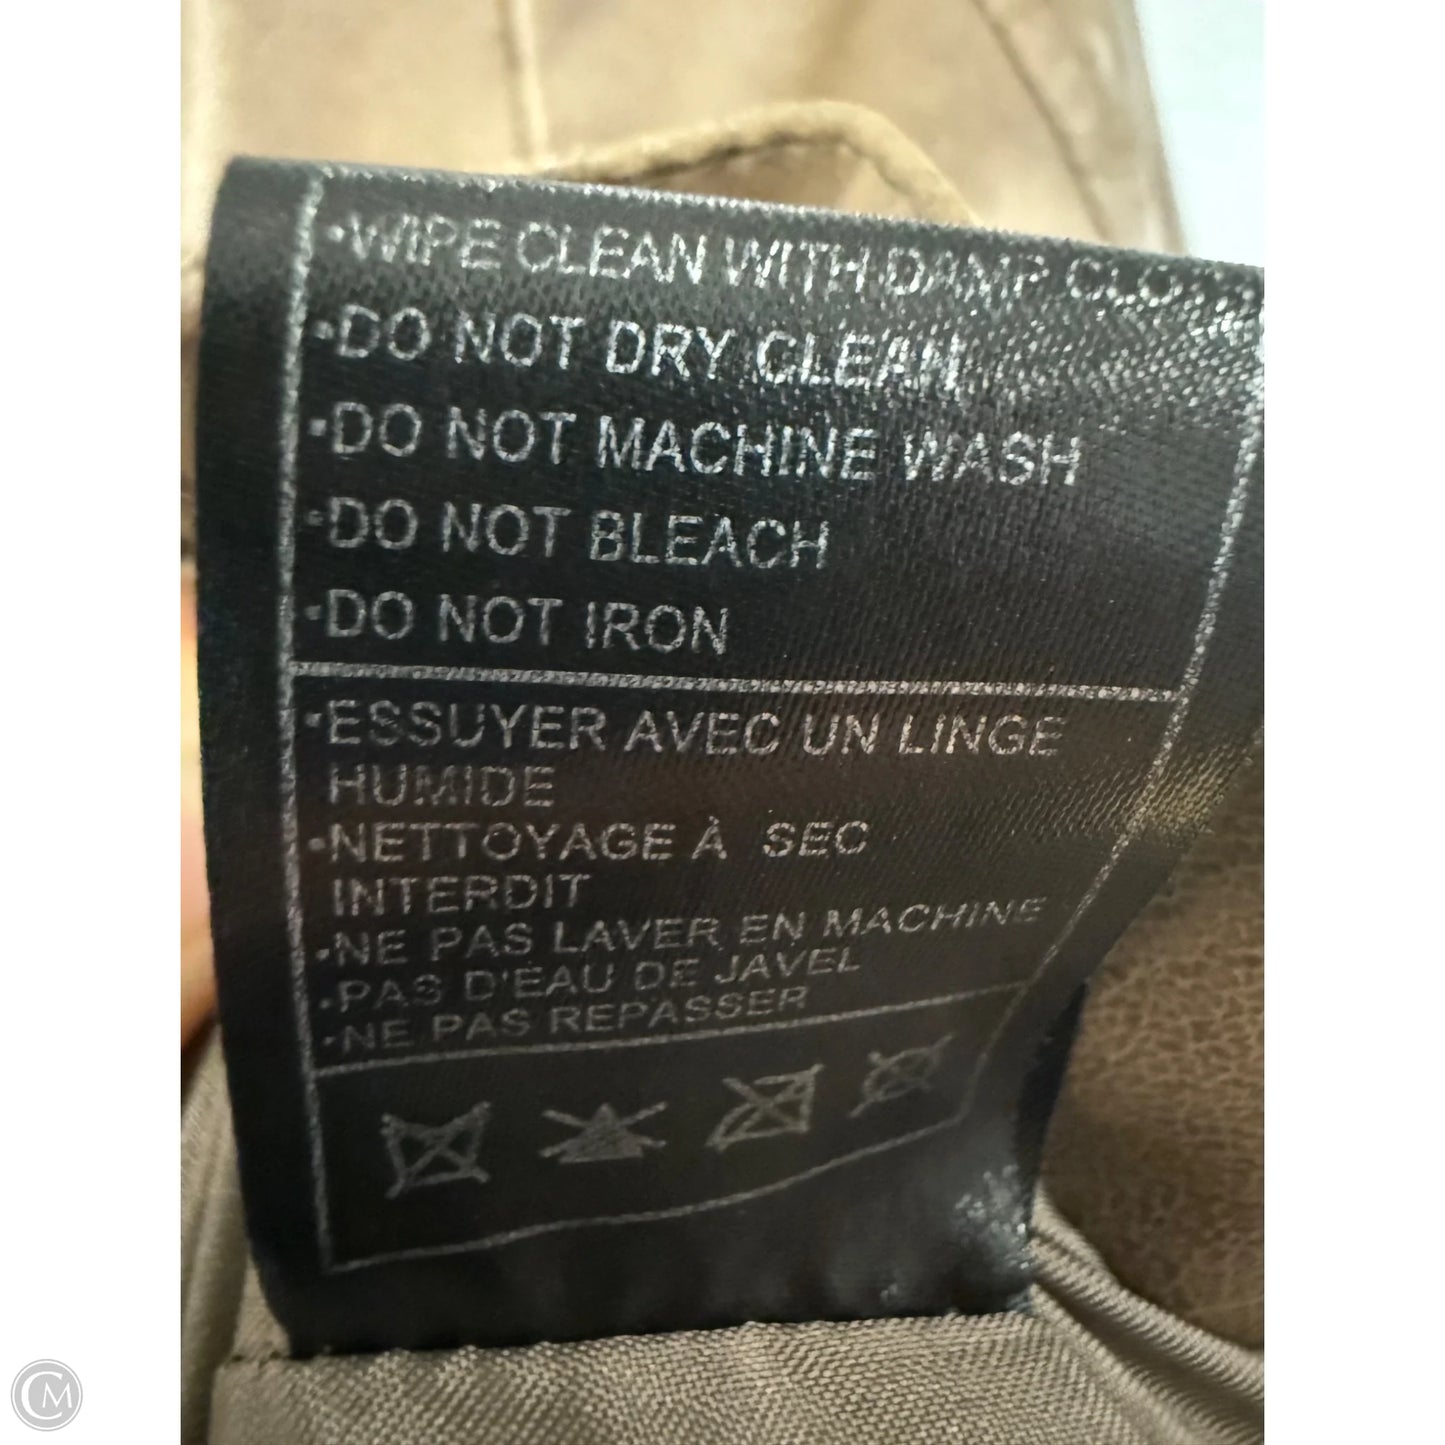 •WIPE CLEAN WITH DAMP CLOTH
•DO NOT DRY CLEAN
•DO NOT MACHINE WASH
•DO NOT BLEACH
•DO NOT IRON
•ESSUYER AVEC UN LINGE
HUMIDE
•NETTOYAGE À SEC
INTERDIT
•NE PAS LAVER EN MACHINE
•PAS D'EAU DE JAVEL
•NE PAS REPASSER
CM